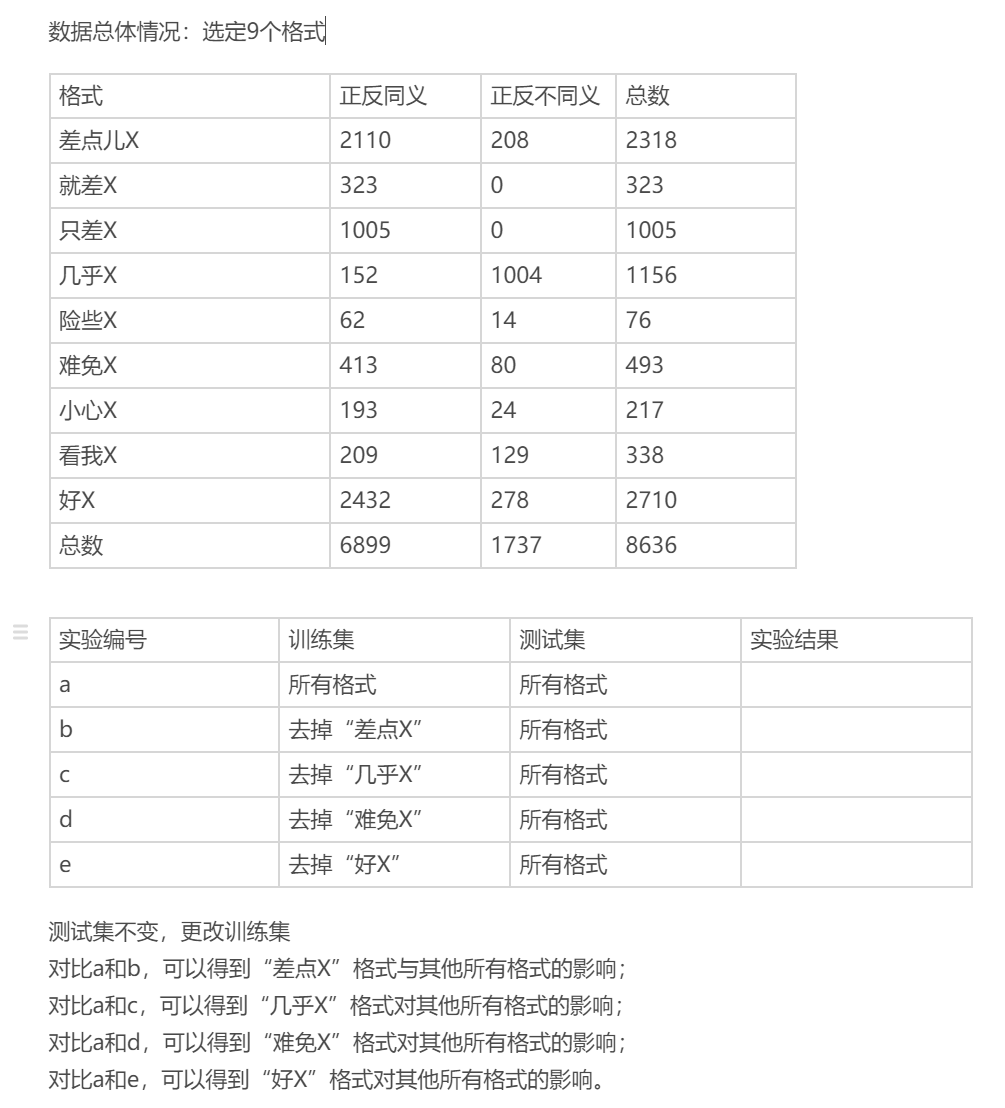 数据总体情况：选定9个格式
格式 正反同义 正反不同义 总数
差点儿X 2110 208 2318
就差X 323 0 323
只差X 1005 0 1005
几乎X 152 1004 1156
险些X 62 14 76
难免X 413 80 493
小心X 193 24 217
看我X 209 129 338
好X 2432 278 2710
总数 6899 1737 8636
实验编号 训练集 测试集 实验结果
a 所有格式 所有格式
b 去掉“差点X” 所有格式
c 去掉“几乎X” 所有格式
d 去掉“难免X” 所有格式
e 去掉“好X” 所有格式
测试集不变，更改训练集
对比a和b，可以得到“差点X”格式与其他所有格式的影响；
对比a和c，可以得到“几乎X”格式对其他所有格式的影响；
对比a和d，可以得到“难免X”格式对其他所有格式的影响；
对比a和e，可以得到“好X”格式对其他所有格式的影响。